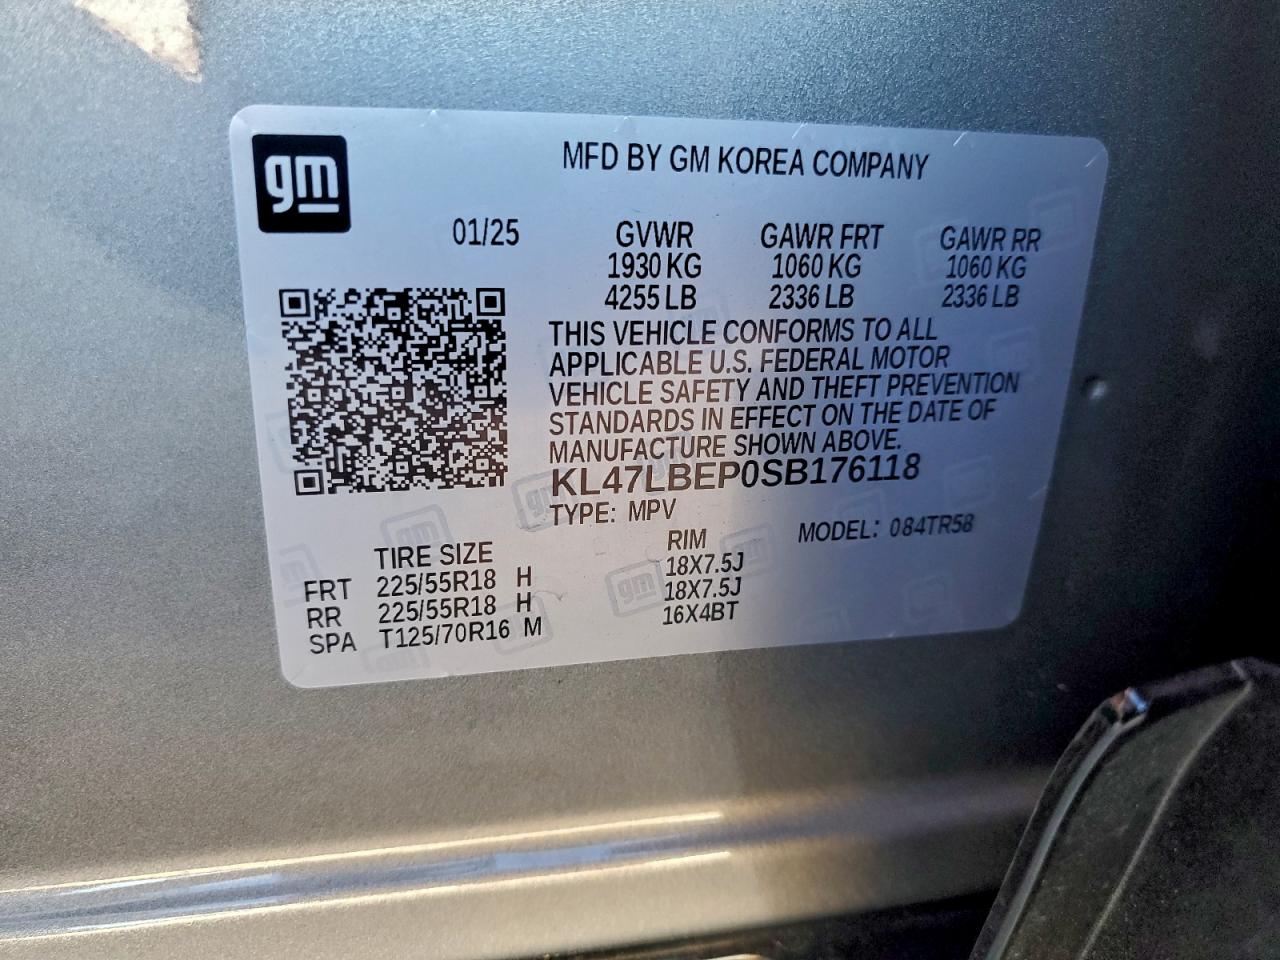 gm
MFD BY GM KOREA COMPANY
01/25 GVWR GAWR FRT GAWR RR
1930 KG 1060 KG 1060 KG
4255 LB 2336 LB 2336 LB
THIS VEHICLE CONFORMS TO ALL
APPLICABLE U.S. FEDERAL MOTOR
VEHICLE SAFETY AND THEFT PREVENTION
STANDARDS IN EFFECT ON THE DATE OF
MANUFACTURE SHOWN ABOVE.
KL47LBEP0SB176118
TYPE: MPV MODEL: 084TR58
TIRE SIZE RIM
FRT 225/55R18 H 18X7.5J
RR 225/55R18 H 18X7.5J
SPA T125/70R16 M 16X4BT